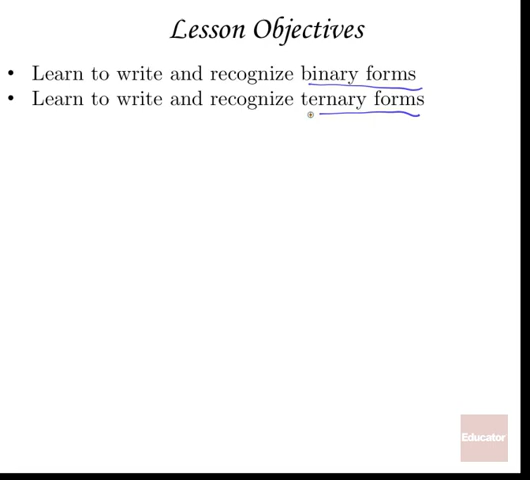 Lesson Objectives
• Learn to write and recognize binary forms
• Learn to write and recognize ternary forms
Educator